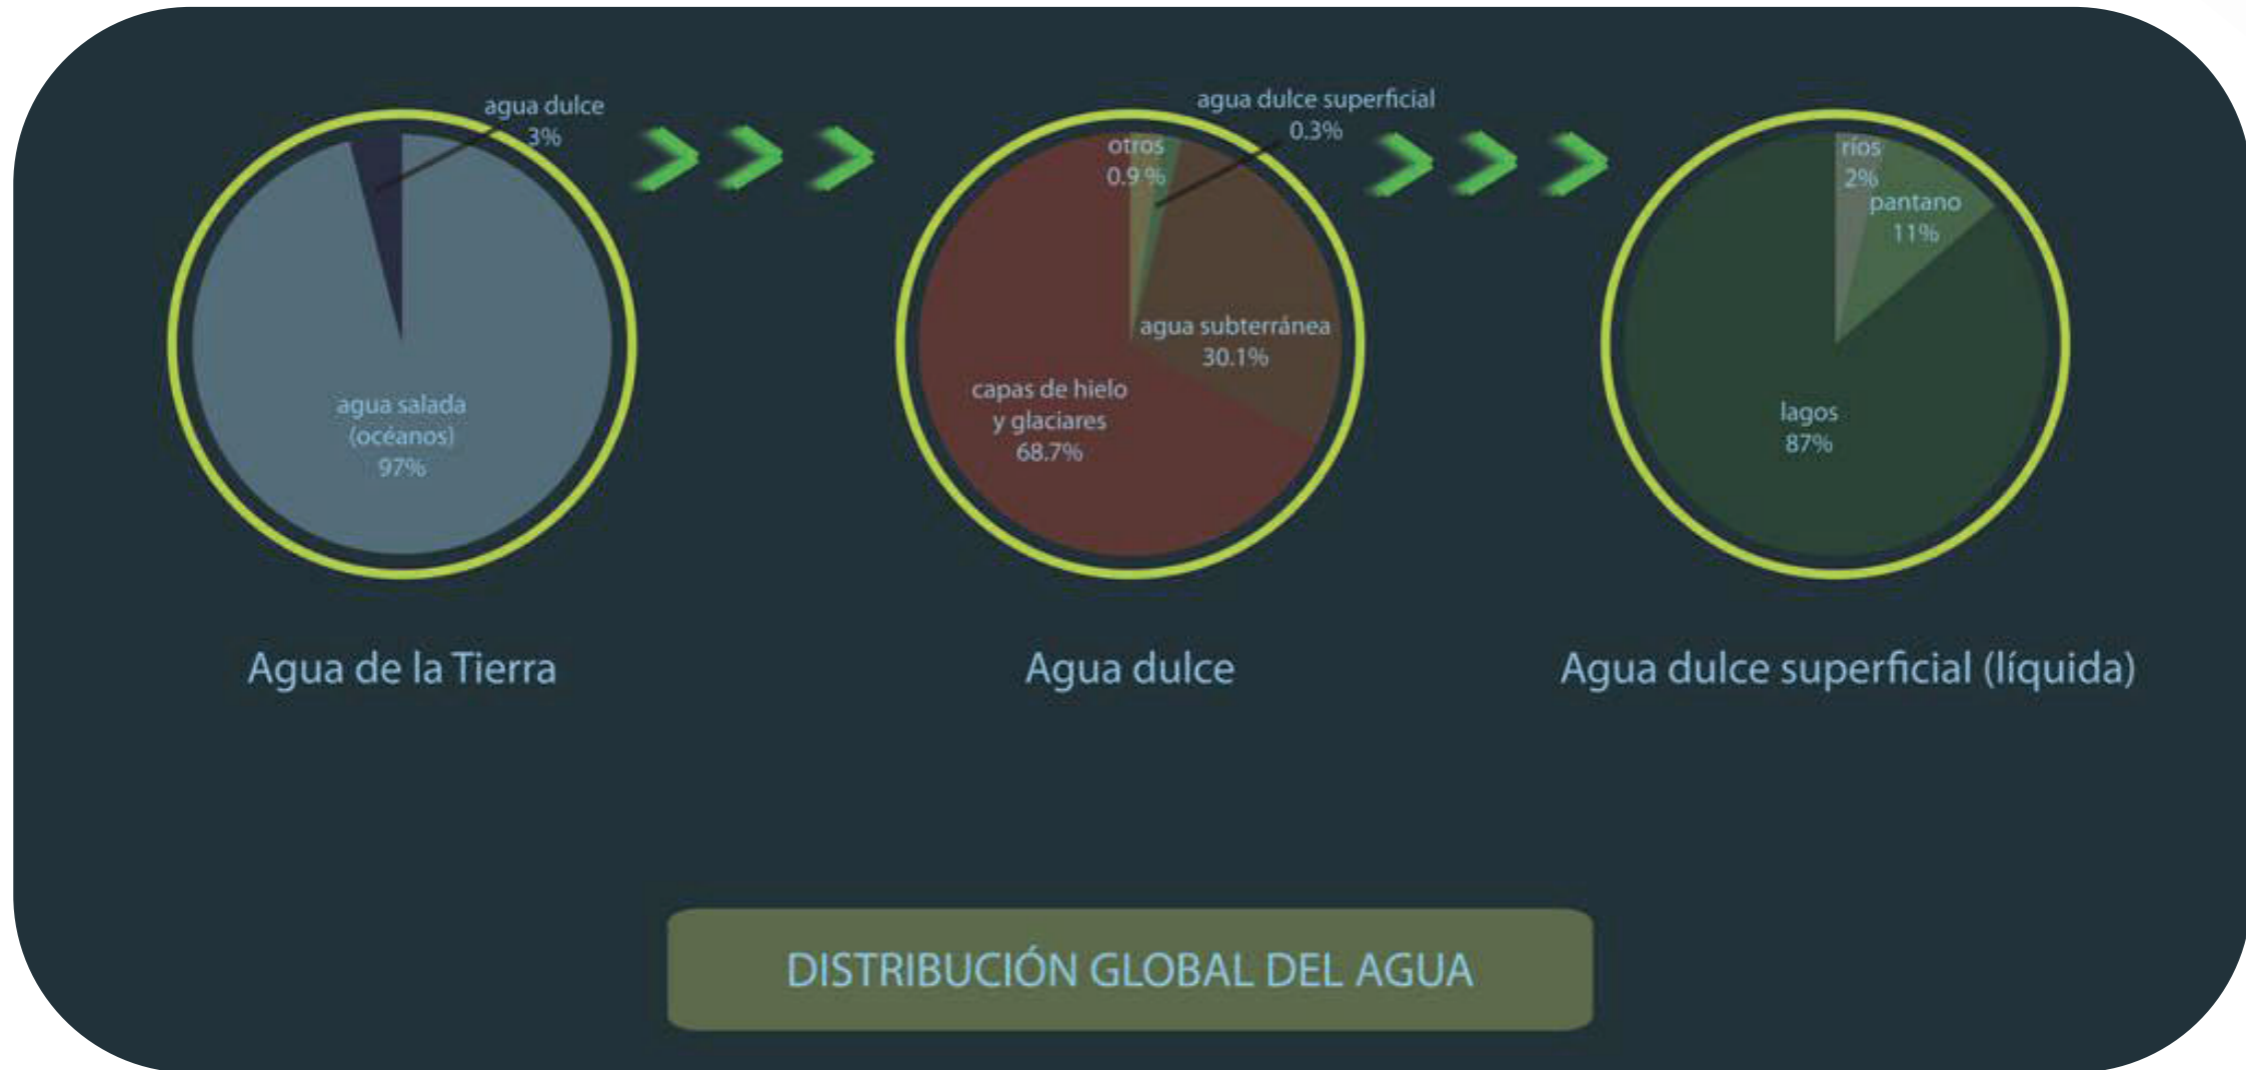 agua dulce
3%
agua salada
(océanos)
97%
Agua de la Tierra
agua dulce superficial
0.3%
otros
0.9 %
agua subterránea
30.1%
capas de hielo
y glaciares
68.7%
Agua dulce
ríos
2%
pantano
11%
lagos
87%
Agua dulce superficial (líquida)
DISTRIBUCIÓN GLOBAL DEL AGUA